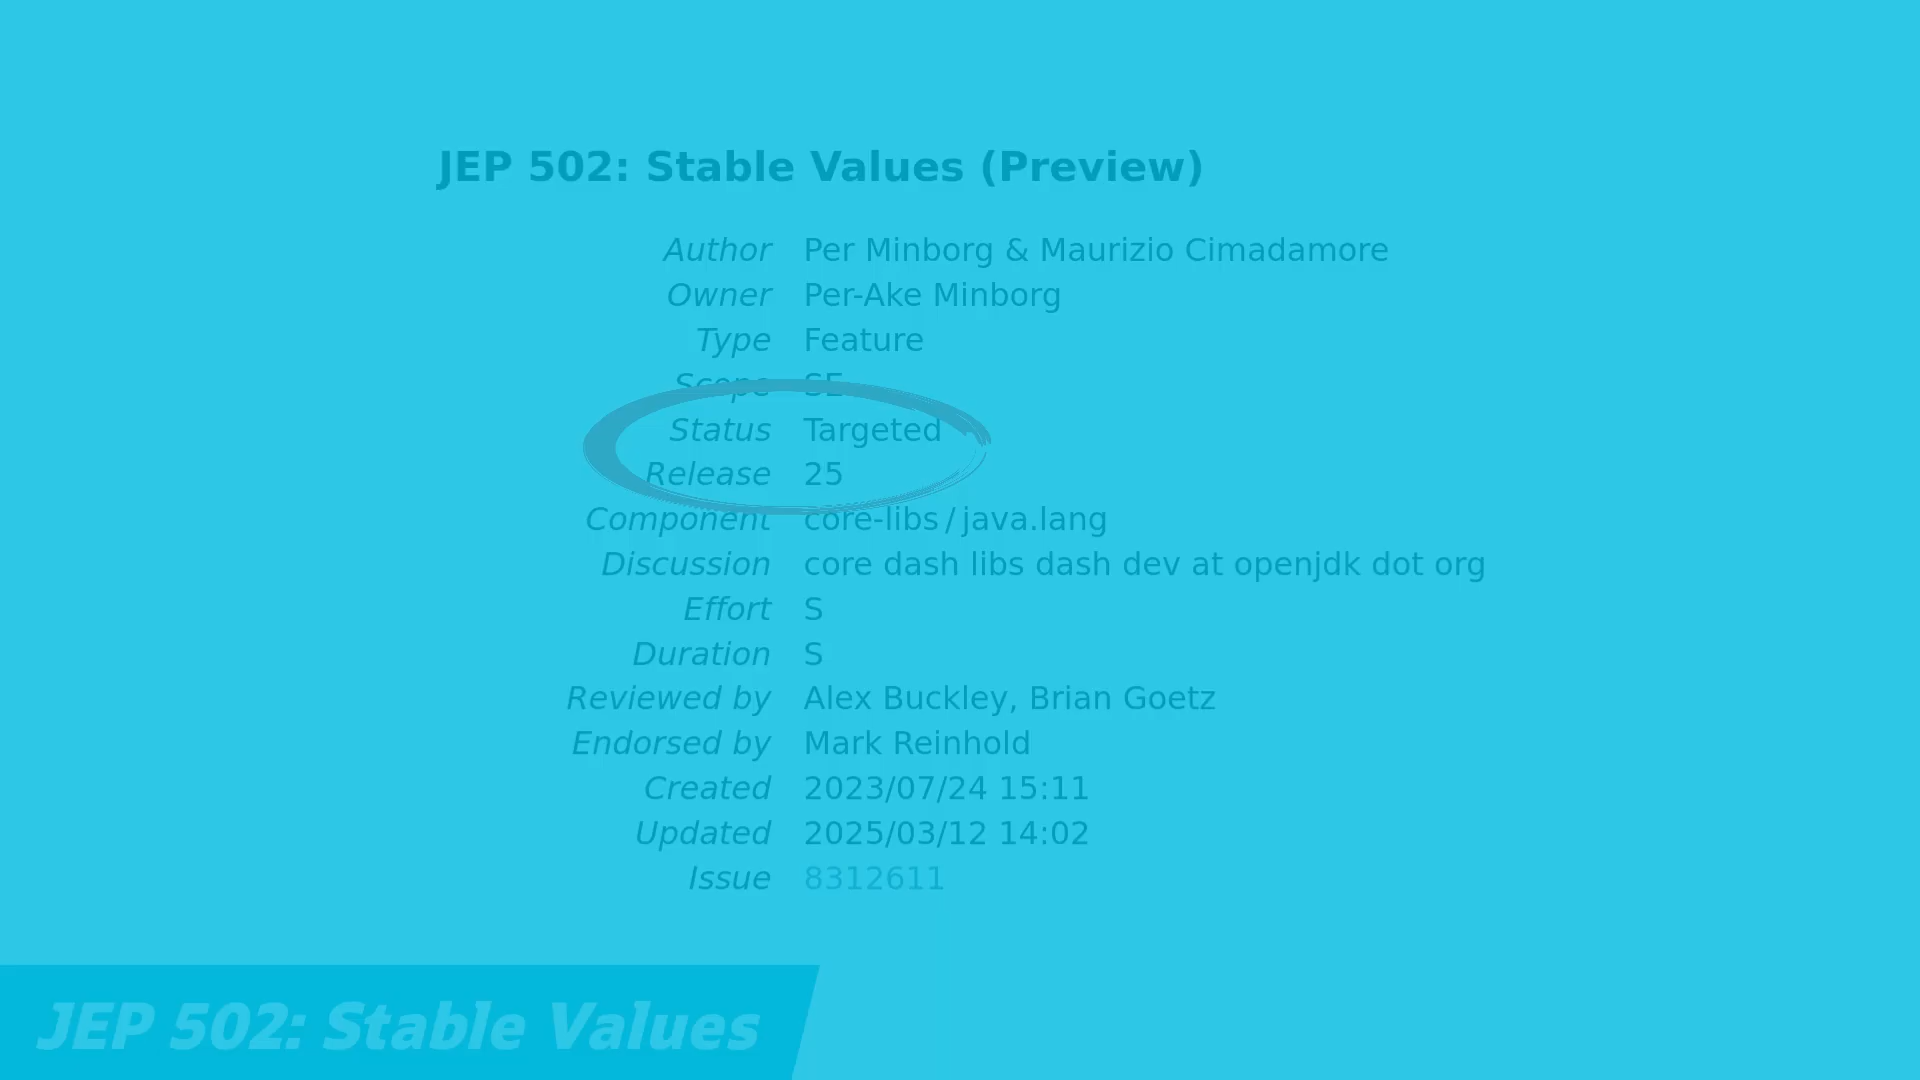 JEP 502: Stable Values (Preview)
Author Per Minborg & Maurizio Cimadamore
Owner Per-Ake Minborg
Type Feature
Scope SE
Status Targeted
Release 25
Component core-libs / java.lang
Discussion core dash libs dash dev at openjdk dot org
Effort S
Duration S
Reviewed by Alex Buckley, Brian Goetz
Endorsed by Mark Reinhold
Created 2023/07/24 15:11
Updated 2025/03/12 14:02
Issue 8312611
JEP 502: Stable Values